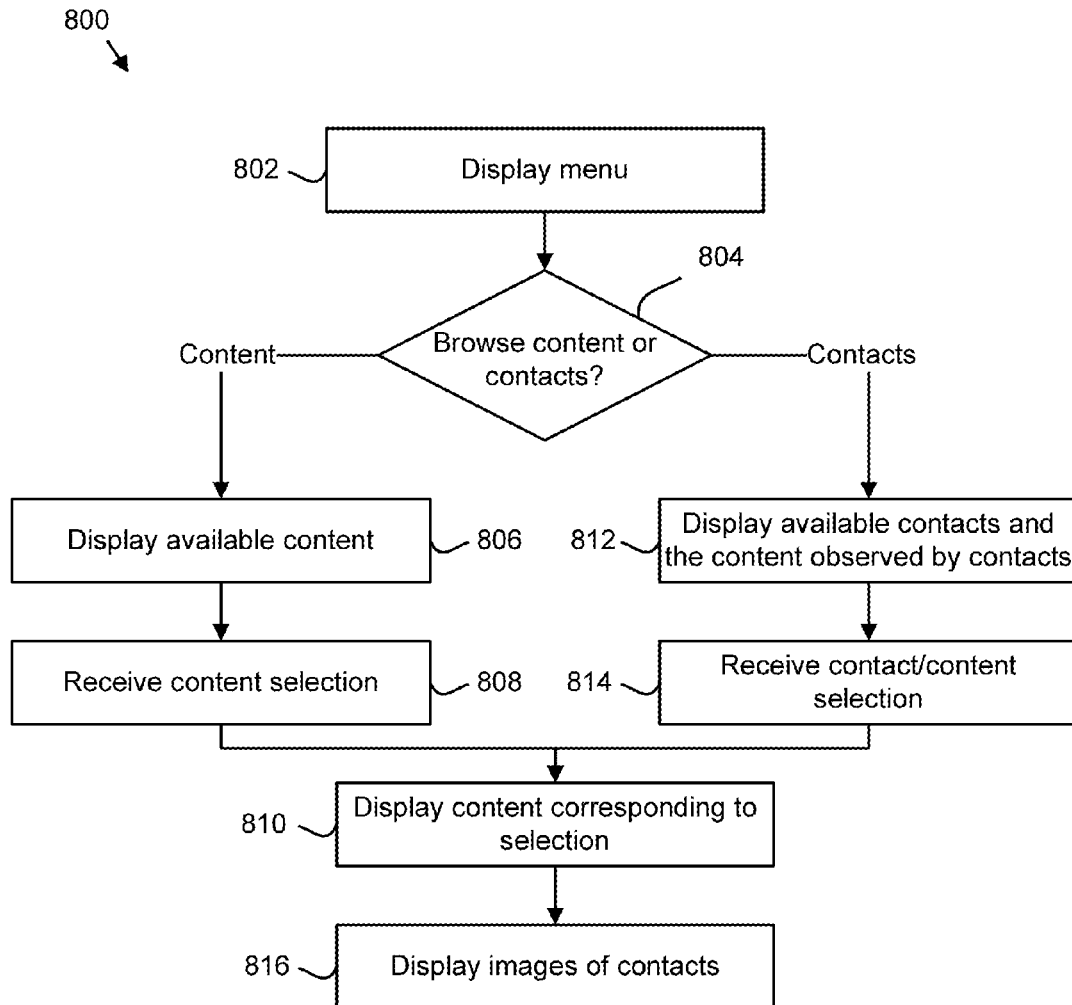 800
802
Display menu
804
Browse content or
contacts?
Content
Contacts
Display available content
806
812
Display available contacts and
the content observed by contacts
Receive content selection
808
814
Receive contact/content
selection
810
Display content corresponding to
selection
816
Display images of contacts